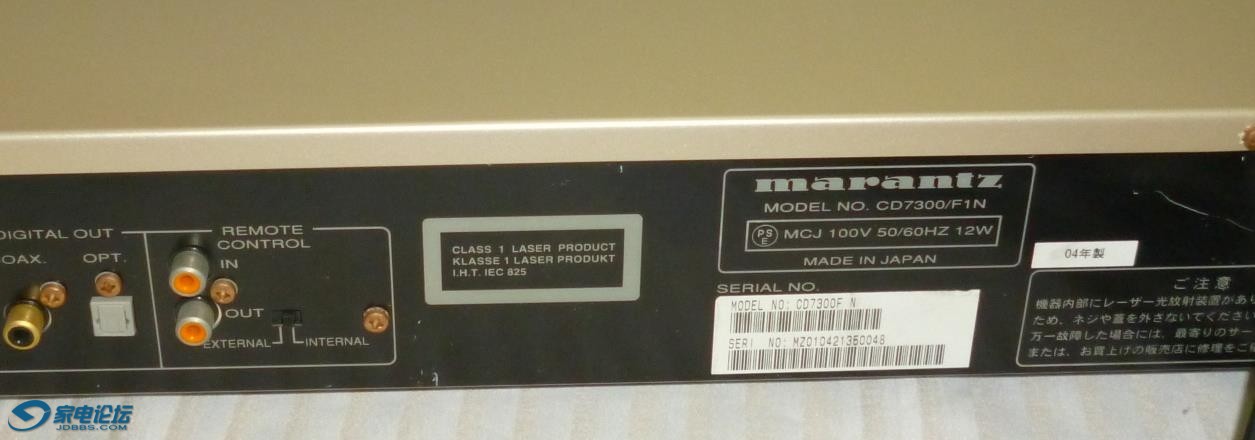 DIGITAL OUT
OAX.
OPT.
REMOTE
CONTROL
IN
OUT
EXTERNAL
INTERNAL
CLASS 1 LASER PRODUCT
KLASSE 1 LASER PRODUKT
I.H.T. IEC 825
marantz
MODEL NO. CD7300/F1N
PS E MCJ 100V 50/60HZ 12W
MADE IN JAPAN
SERIAL NO.
MODEL NO: CD7300F N
SERI NO: MZ010421350048
04年製
ご注意
機器内部にレーザー光放射装置があ
ため、ネジや蓋を外さないでください
万一故障した場合には、最寄りのサー
または、お買上げの販売店に修理をご
家电论坛
JDBBS.COM